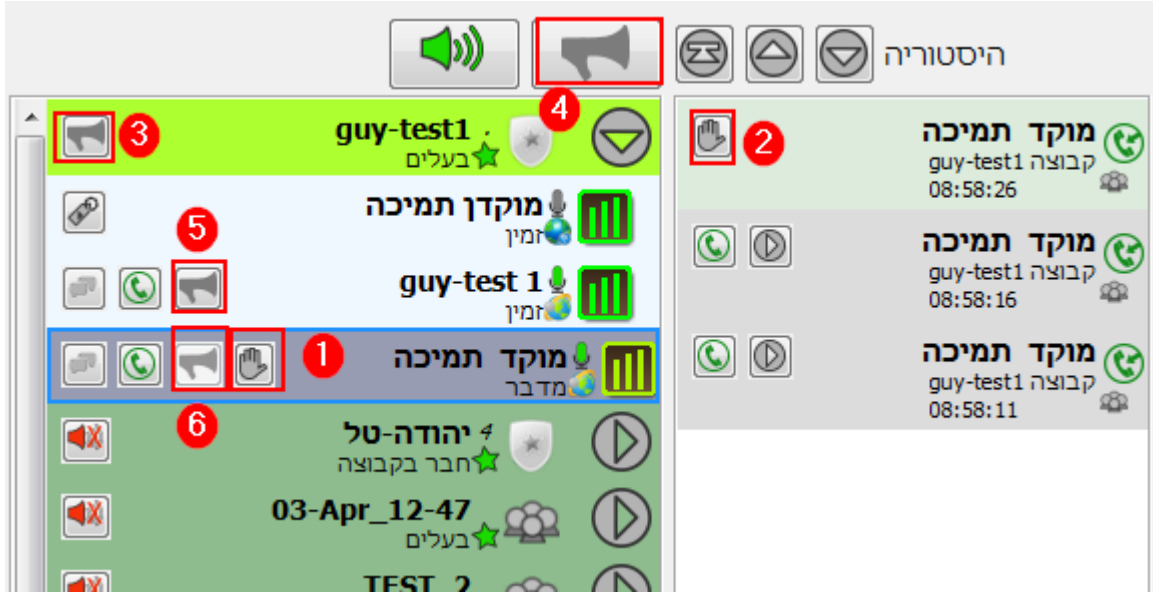 היסטוריה
4
3
guy-test1
בעלים
מוקדן תמיכה
זמין
5
guy-test 1
זמין
מוקד תמיכה
מדבר
1
6
4 יהודה-טל
חבר בקבוצה
03-Apr_12-47
בעלים
TEST_2
2
מוקד תמיכה
קבוצה guy-test1
08:58:26
מוקד תמיכה
קבוצה guy-test1
08:58:16
מוקד תמיכה
קבוצה guy-test1
08:58:11